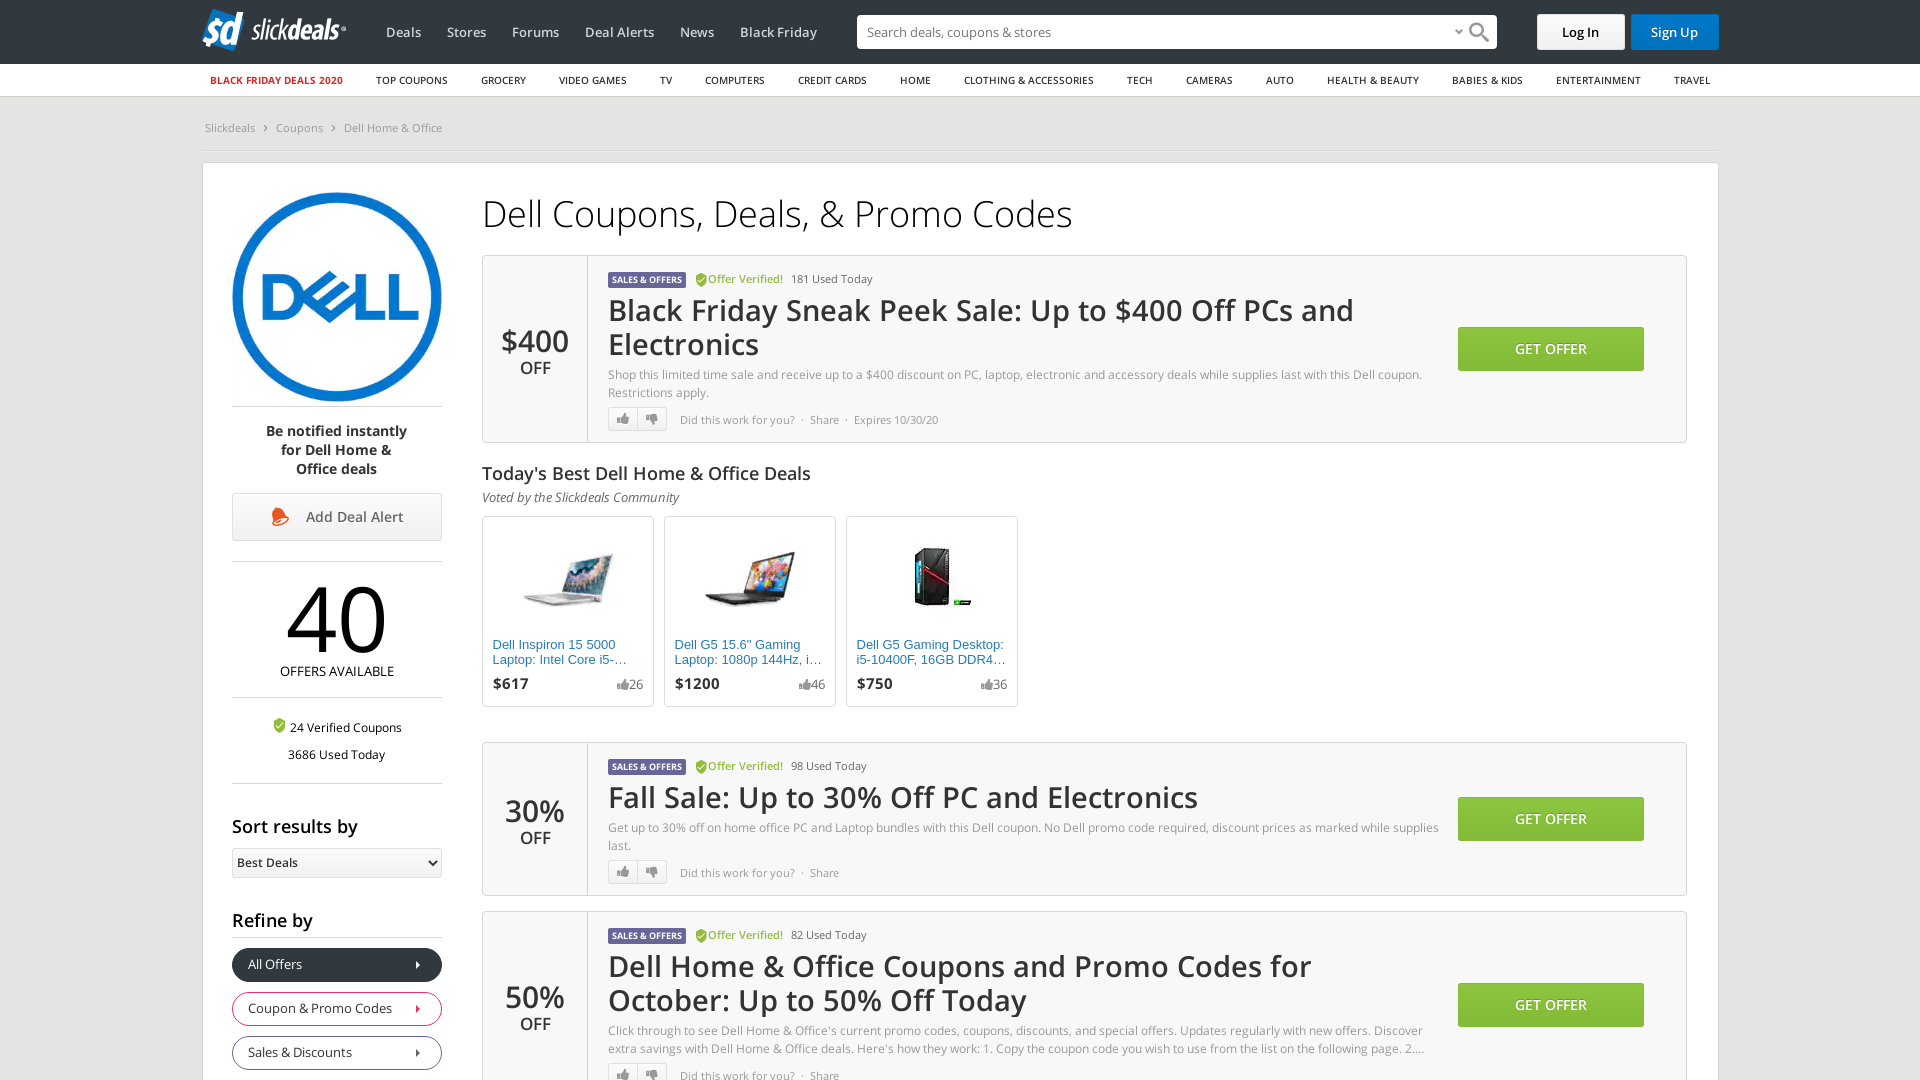 sd slickdeals
Deals Stores Forums Deal Alerts News Black Friday
Search deals, coupons & shops
Log In Sign Up
BLACK FRIDAY DEALS 2020 TOP COUPONS GROCERY VIDEO GAMES TV COMPUTERS CREDIT CARDS HOME CLOTHING & ACCESSORIES TECH CAMERAS AUTO HEALTH & BEAUTY BABIES & KIDS ENTERTAINMENT TRAVEL
Slickdeals › Coupons › Dell Home & Office
DELL
Be notified instantly
for Dell Home &
Office deals
Add Deal Alert
40
OFFERS AVAILABLE
24 Verified Coupons
3686 Used Today
Sort results by
Best Deals
Refine by
All Offers
Coupon & Promo Codes
Sales & Discounts
Dell Coupons, Deals, & Promo Codes
$400
OFF
SALES & OFFERS Offer Verified! 181 Used Today
Black Friday Sneak Peek Sale: Up to $400 Off PCs and
Electronics
Shop this limited time sale and receive up to a $400 discount on PC, laptop, electronic and accessory deals while supplies last with this Dell coupon.
Restrictions apply.
Did this work for you? · Share · Expires 10/30/20
GET OFFER
Today's Best Dell Home & Office Deals
Voted by the Slickdeals Community
Dell Inspiron 15 5000
Laptop: Intel Core i5-…
$617 26
Dell G5 15.6" Gaming
Laptop: 1080p 144Hz, i…
$1200 46
Dell G5 Gaming Desktop:
i5-10400F, 16GB DDR4…
$750 36
30%
OFF
SALES & OFFERS Offer Verified! 98 Used Today
Fall Sale: Up to 30% Off PC and Electronics
Get up to 30% off on home office PC and Laptop bundles with this Dell coupon. No Dell promo code required, discount prices as marked while supplies
last.
Did this work for you? · Share
GET OFFER
50%
OFF
SALES & OFFERS Offer Verified! 82 Used Today
Dell Home & Office Coupons and Promo Codes for
October: Up to 50% Off Today
Click through to see Dell Home & Office's current promo codes, coupons, discounts, and special offers. Updates regularly with new offers. Discover
extra savings with Dell Home & Office deals. Here's how they work: 1. Copy the coupon code you wish to use from the list on the following page. 2.…
Did this work for you? · Share
GET OFFER